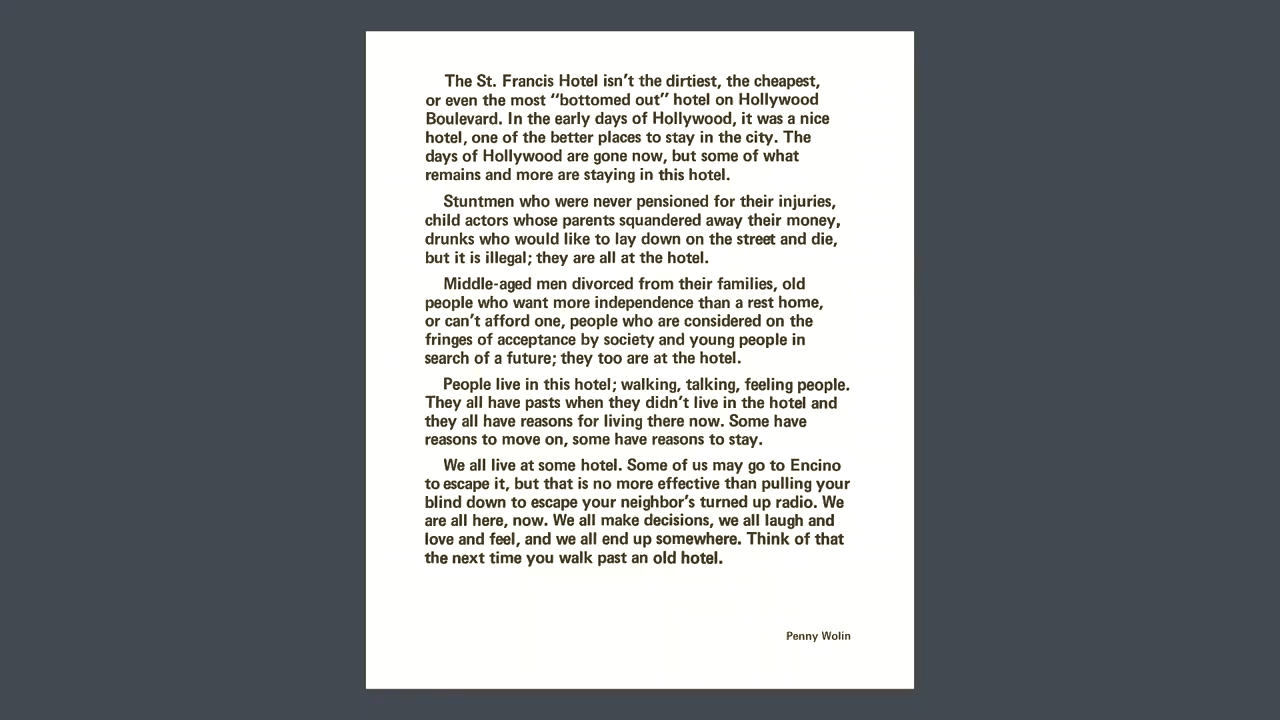 The St. Francis Hotel isn't the dirtiest, the cheapest,
or even the most "bottomed out" hotel on Hollywood
Boulevard. In the early days of Hollywood, it was a nice
hotel, one of the better places to stay in the city. The
days of Hollywood are gone now, but some of what
remains and more are staying in this hotel.
Stuntmen who were never pensioned for their injuries,
child actors whose parents squandered away their money,
drunks who would like to lay down on the street and die,
but it is illegal; they are all at the hotel.
Middle-aged men divorced from their families, old
people who want more independence than a rest home,
or can't afford one, people who are considered on the
fringes of acceptance by society and young people in
search of a future; they too are at the hotel.
People live in this hotel; walking, talking, feeling people.
They all have pasts when they didn't live in the hotel and
they all have reasons for living there now. Some have
reasons to move on, some have reasons to stay.
We all live at some hotel. Some of us may go to Encino
to escape it, but that is no more effective than pulling your
blind down to escape your neighbor's turned up radio. We
are all here, now. We all make decisions, we all laugh and
love and feel, and we all end up somewhere. Think of that
the next time you walk past an old hotel.
Penny Wolin